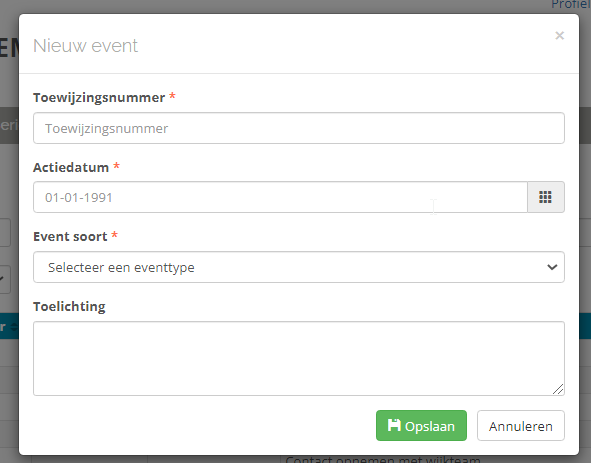 Profiel
Nieuw event
×
Toewijzingsnummer *
Toewijzingsnummer
Actiedatum *
01-01-1991
Event soort *
Selecteer een eventtype
Toelichting
Opslaan
Annuleren
Contact opnemen met wijkteam